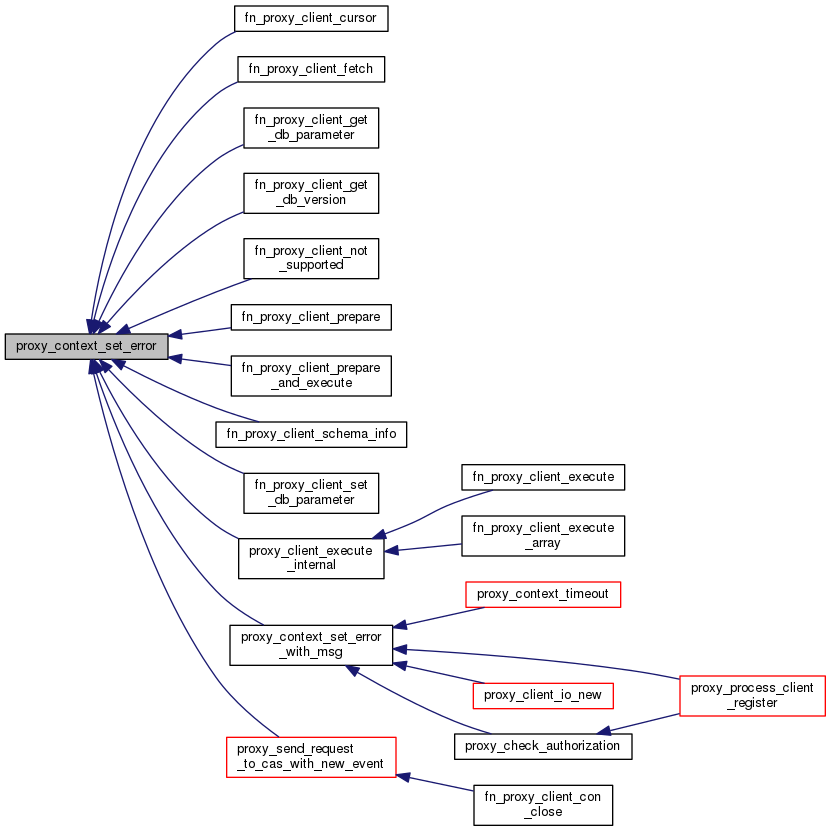 fn_proxy_client_cursor
fn_proxy_client_fetch
fn_proxy_client_get
_db_parameter
fn_proxy_client_get
_db_version
fn_proxy_client_not
_supported
fn_proxy_client_prepare
proxy_context_set_error
fn_proxy_client_prepare
_and_execute
fn_proxy_client_schema_info
fn_proxy_client_set
_db_parameter
proxy_client_execute
_internal
fn_proxy_client_execute
fn_proxy_client_execute
_array
proxy_context_set_error
_with_msg
proxy_context_timeout
proxy_client_io_new
proxy_process_client
_register
proxy_check_authorization
proxy_send_request
_to_cas_with_new_event
fn_proxy_client_con
_close